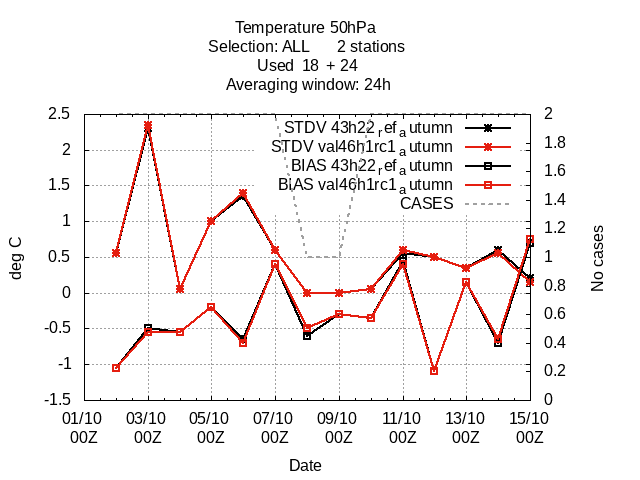 Temperature 50hPa
Selection: ALL 2 stations
Used 18 + 24
Averaging window: 24h
STDV 43h22_ref_autumn
STDV val46h1rc1_autumn
BIAS 43h22_ref_autumn
BIAS val46h1rc1_autumn
CASES
deg C
2.5
2
1.5
1
0.5
0
-0.5
-1
-1.5
No cases
2
1.8
1.6
1.4
1.2
1
0.8
0.6
0.4
0.2
0
01/10 03/10 05/10 07/10 09/10 11/10 13/10 15/10
00Z 00Z 00Z 00Z 00Z 00Z 00Z 00Z
Date